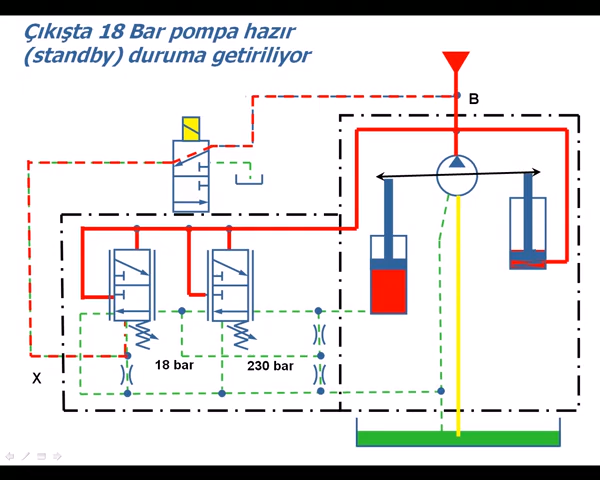 Çıkışta 18 Bar pompa hazır
(standby) duruma getiriliyor
B
18 bar
230 bar
X